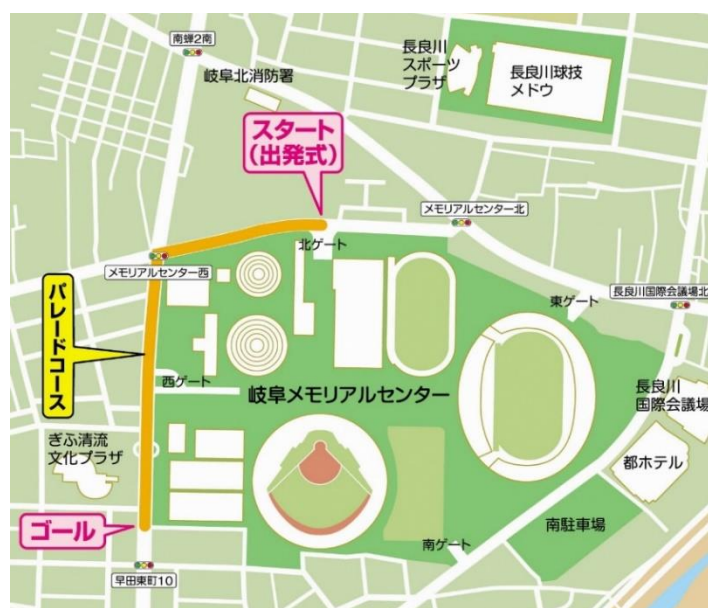 南蝉2南
岐阜北消防署
長良川
スポーツ
プラザ
長良川球技
メドウ
スタート
(出発式)
メモリアルセンター北
北ゲート
メモリアルセンター西
長良川国際会議場北
東ゲート
パレードコース
西ゲート
岐阜メモリアルセンター
長良川
国際会議場
ぎふ清流
文化プラザ
都ホテル
ゴール
南駐車場
南ゲート
早田東町10